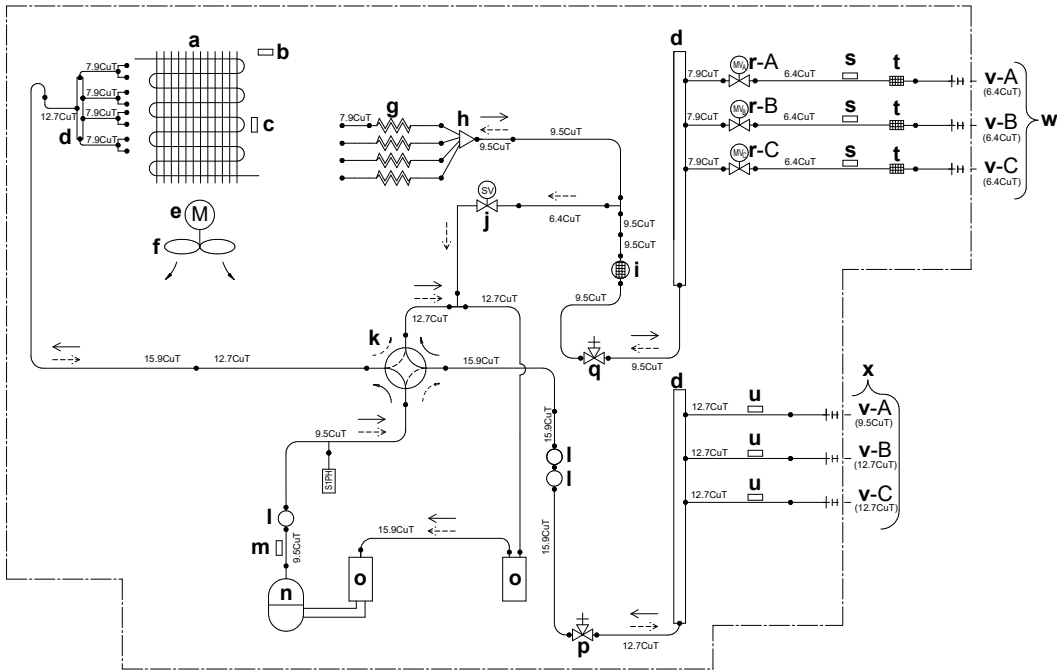 a
b
c
d
7.9CuT
7.9CuT
7.9CuT
7.9CuT
12.7CuT
e
M
f
7.9CuT
g
h
9.5CuT
9.5CuT
SV
j
6.4CuT
9.5CuT
9.5CuT
i
9.5CuT
q
9.5CuT
d
7.9CuT
r-A
6.4CuT
s
t
v-A
(6.4CuT)
7.9CuT
r-B
6.4CuT
s
t
v-B
(6.4CuT)
7.9CuT
r-C
6.4CuT
s
t
v-C
(6.4CuT)
w
12.7CuT
12.7CuT
k
15.9CuT
12.7CuT
15.9CuT
9.5CuT
S1PH
l
m
9.5CuT
n
15.9CuT
o
o
15.9CuT
l
l
15.9CuT
p
12.7CuT
d
x
12.7CuT
u
v-A
(9.5CuT)
12.7CuT
u
v-B
(12.7CuT)
12.7CuT
u
v-C
(12.7CuT)